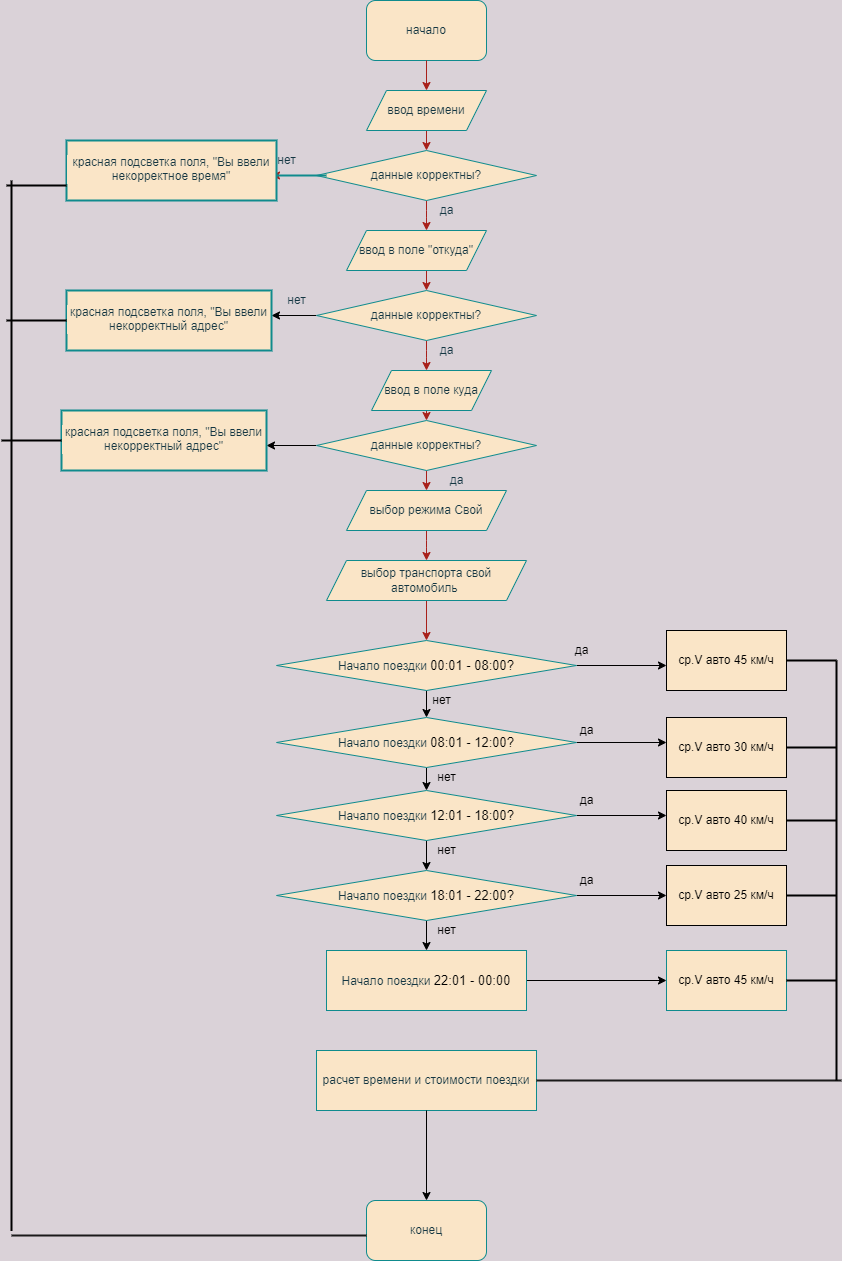 начало
ввод времени
красная подсветка поля, "Вы ввели
некорректное время"
нет
данные корректны?
да
ввод в поле "откуда"
красная подсветка поля, "Вы ввели
некорректный адрес"
нет
данные корректны?
да
ввод в поле куда
красная подсветка поля, "Вы ввели
некорректный адрес"
данные корректны?
да
выбор режима Свой
выбор транспорта свой
автомобиль
Начало поездки 00:01 - 08:00?
да
ср.V авто 45 км/ч
нет
Начало поездки 08:01 - 12:00?
да
ср.V авто 30 км/ч
нет
Начало поездки 12:01 - 18:00?
да
ср.V авто 40 км/ч
нет
Начало поездки 18:01 - 22:00?
да
ср.V авто 25 км/ч
нет
Начало поездки 22:01 - 00:00
ср.V авто 45 км/ч
расчет времени и стоимости поездки
конец